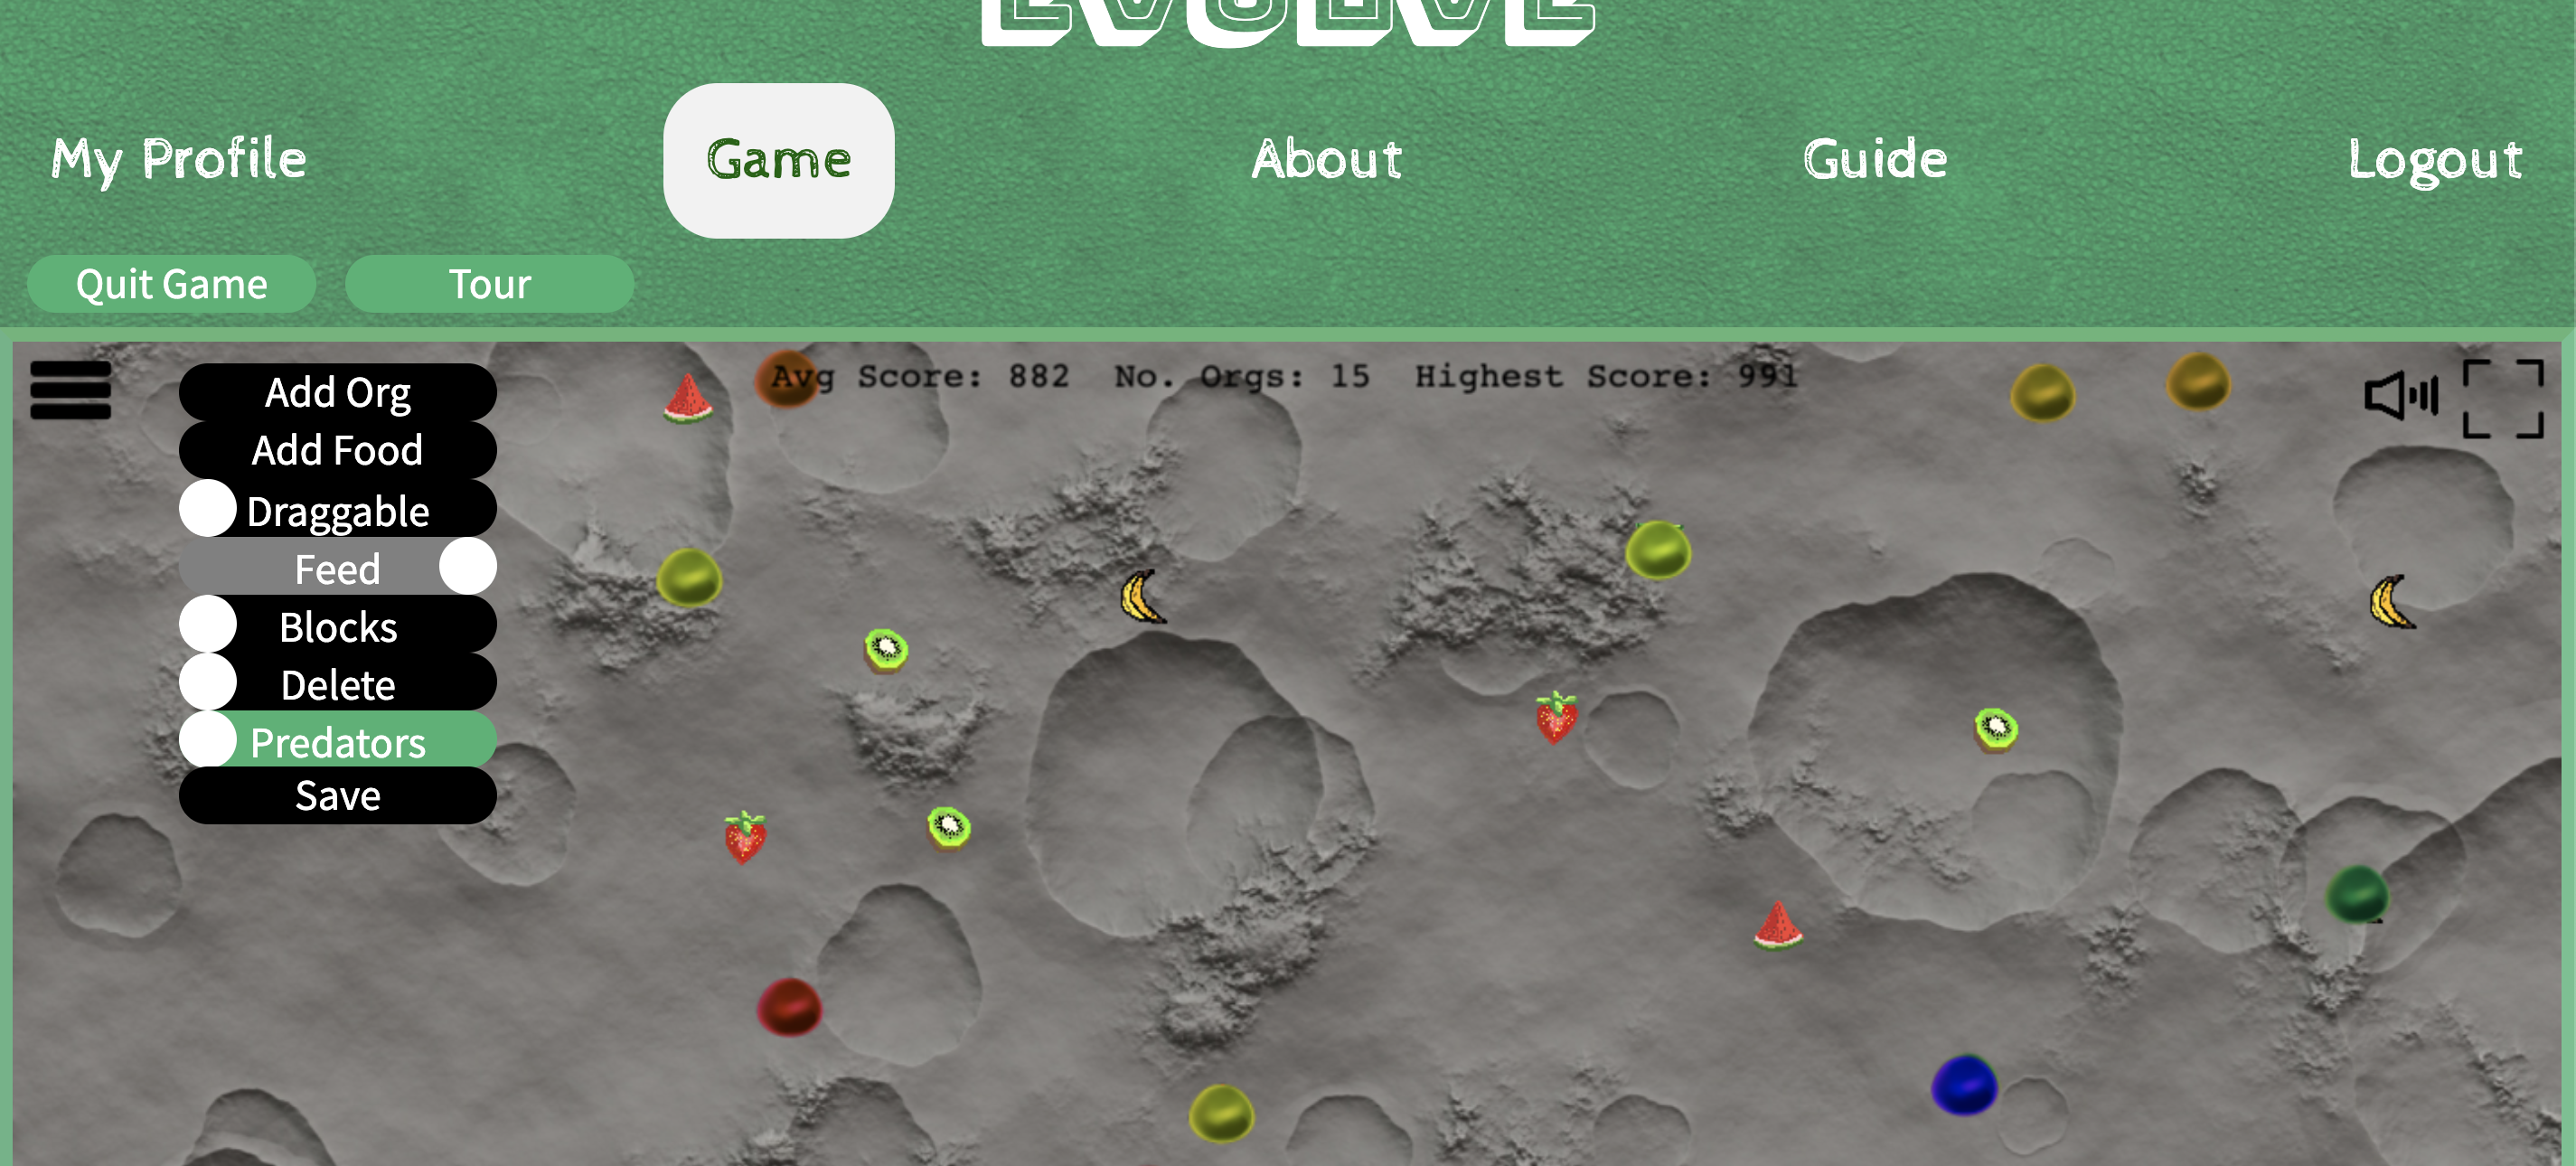 EVOLVE
My Profile Game About Guide Logout
Quit Game Tour
Avg Score: 882 No. Orgs: 15 Highest Score: 991
Add Org
Add Food
Draggable
Feed
Blocks
Delete
Predators
Save